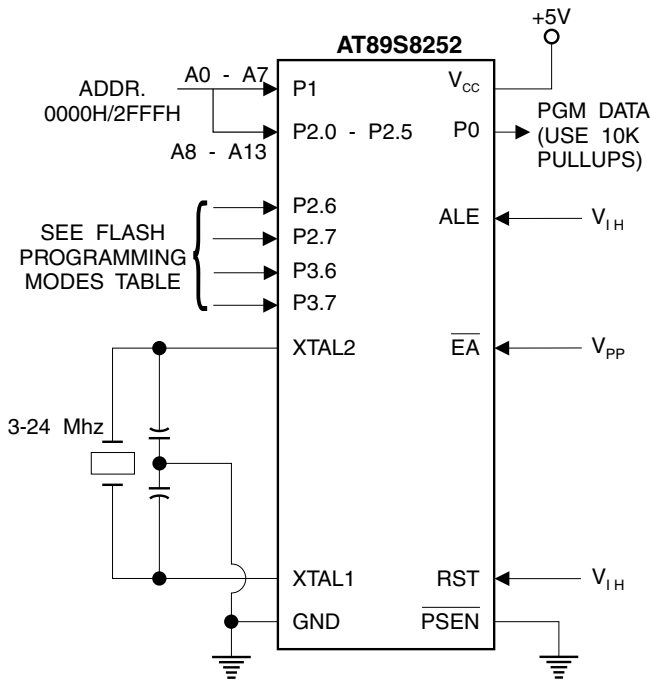 +5V
AT89S8252
A0 - A7
ADDR.
0000H/2FFFH
A8 - A13
P1
VCC
P2.0 - P2.5
P0
PGM DATA
(USE 10K
PULLUPS)
P2.6
ALE
VIH
SEE FLASH
PROGRAMMING
MODES TABLE
P2.7
P3.6
P3.7
XTAL2
EA
VPP
3-24 Mhz
XTAL1
RST
VIH
GND
PSEN